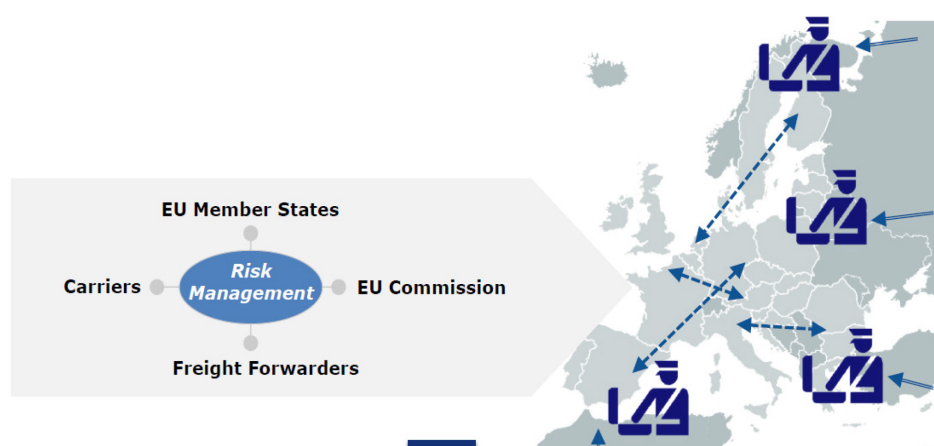 EU Member States
Risk
Management
Carriers
EU Commission
Freight Forwarders